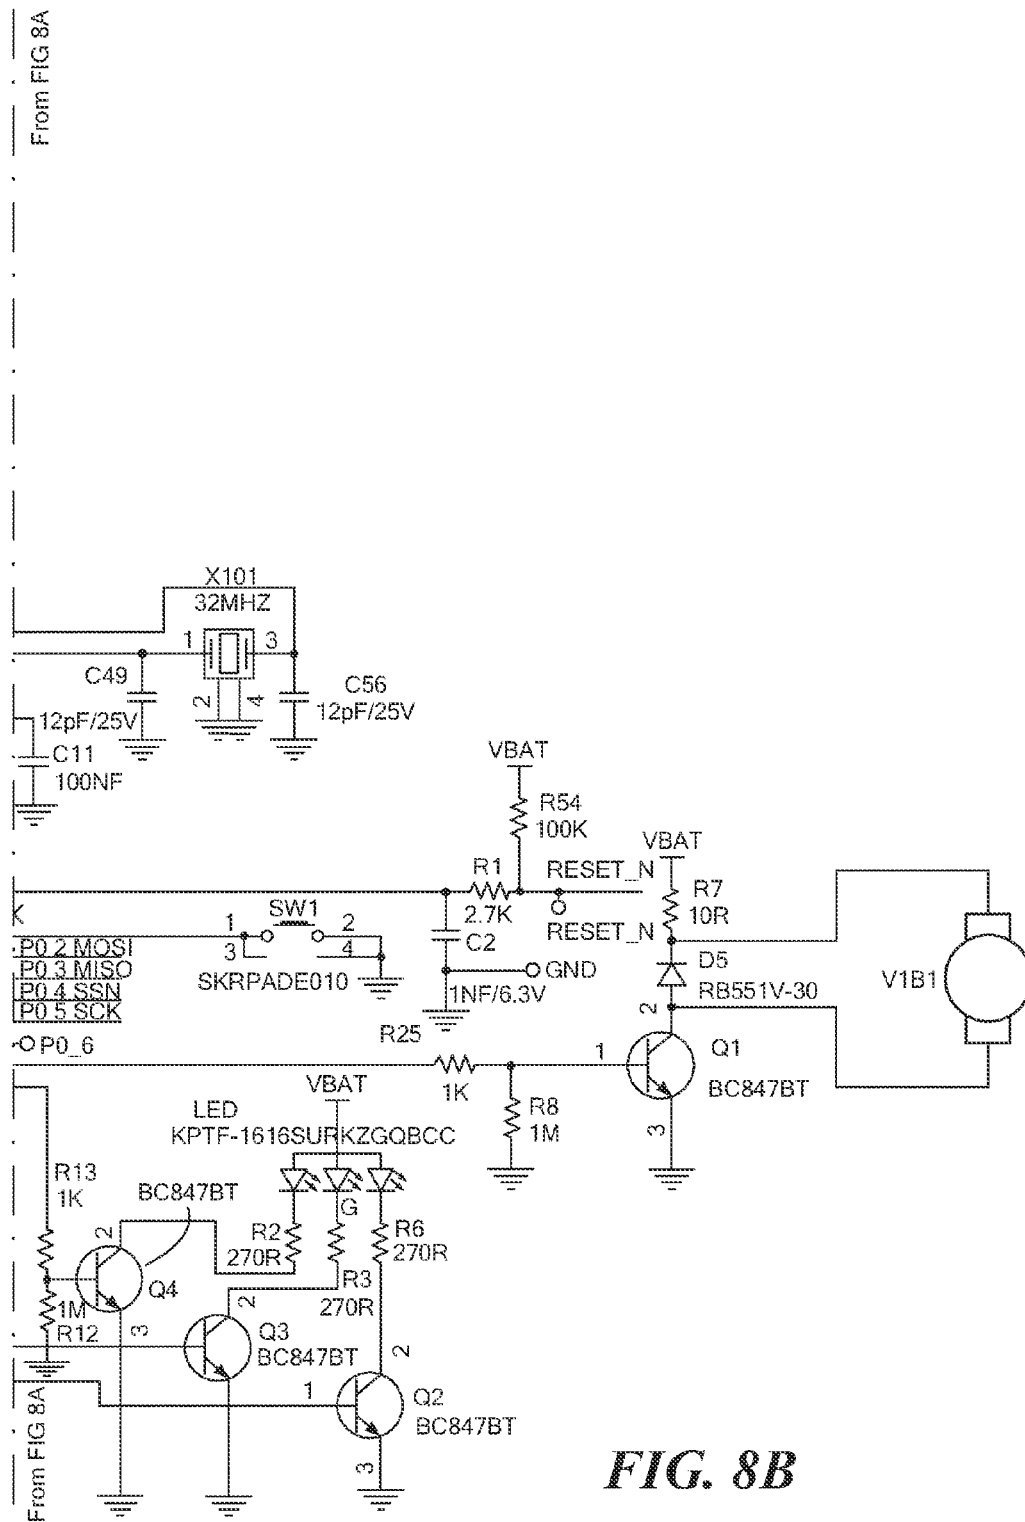 From FIG 8A
X101
32MHZ
1
3
C49
2
4
C56
12pF/25V
12pF/25V
C11
100NF
VBAT
R54
100K
VBAT
R1
RESET_N
R7
10R
2.7K
RESET_N
K
SW1
1
2
3
4
C2
P0 2 MOSI
P0 3 MISO
P0 4 SSN
P0 5 SCK
SKRPADE010
GND
1NF/6.3V
D5
RB551V-30
V1B1
2
P0_6
R25
1K
1
Q1
BC847BT
R8
1M
3
VBAT
LED
KPTF-1616SURKZGQBCC
R13
1K
BC847BT
G
R2
270R
R6
270R
2
Q4
R3
270R
1M
R12
3
2
Q3
BC847BT
2
1
Q2
BC847BT
3
From FIG 8A
FIG. 8B